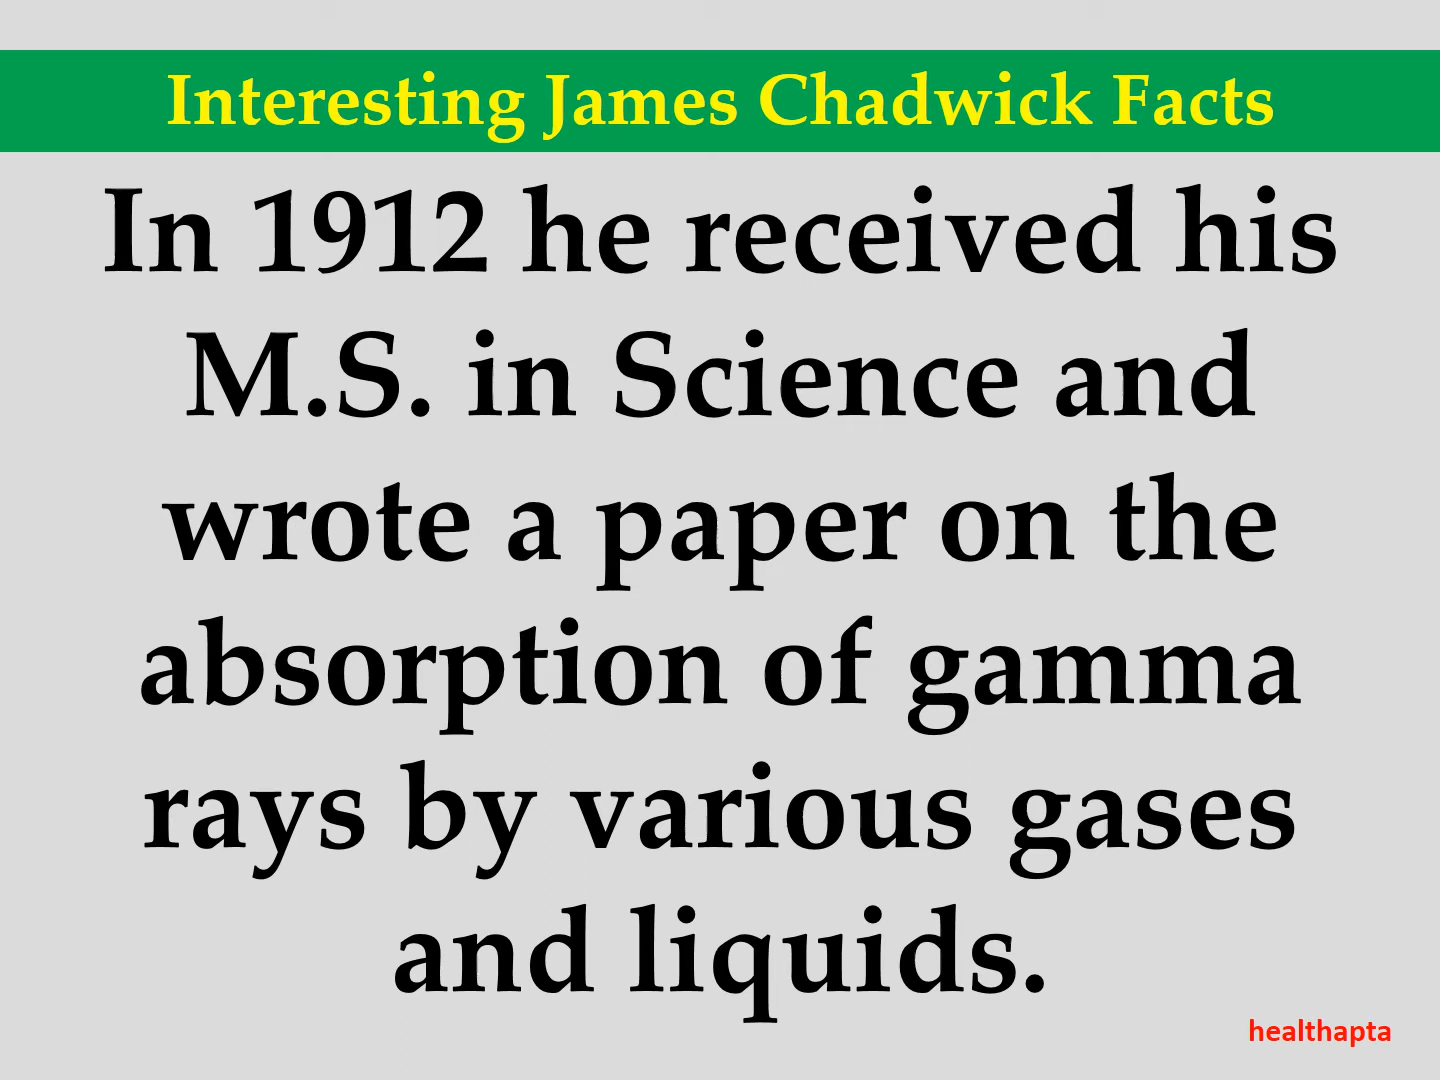 Interesting James Chadwick Facts
In 1912 he received his
M.S. in Science and
wrote a paper on the
absorption of gamma
rays by various gases
and liquids.
healthapta